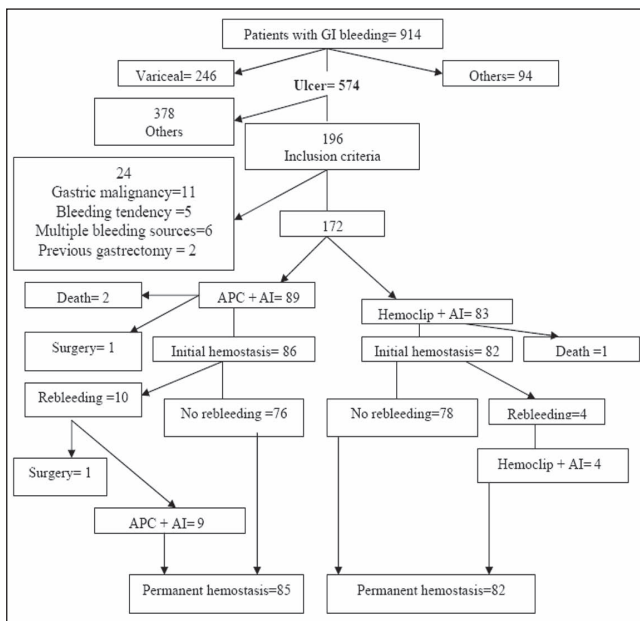 Patients with GI bleeding= 914
Variceal= 246
Others= 94
Ulcer= 574
378
Others
196
Inclusion criteria
24
Gastric malignancy=11
Bleeding tendency =5
Multiple bleeding sources=6
Previous gastrectomy = 2
172
Death= 2
APC + AI= 89
Hemoclip + AI= 83
Surgery= 1
Initial hemostasis= 86
Initial hemostasis= 82
Death =1
Rebleeding =10
No rebleeding =76
No rebleeding=78
Rebleeding=4
Surgery= 1
Hemoclip + AI= 4
APC + AI= 9
Permanent hemostasis=85
Permanent hemostasis=82